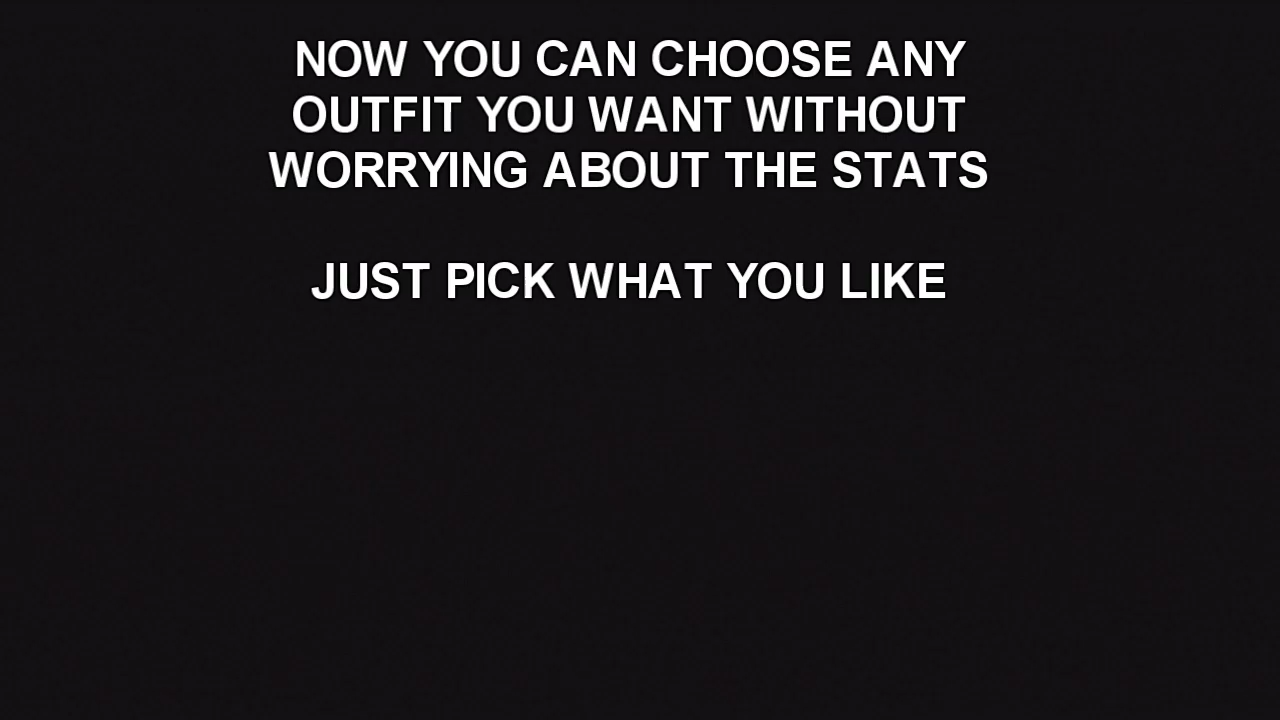 NOW YOU CAN CHOOSE ANY
OUTFIT YOU WANT WITHOUT
WORRYING ABOUT THE STATS
JUST PICK WHAT YOU LIKE